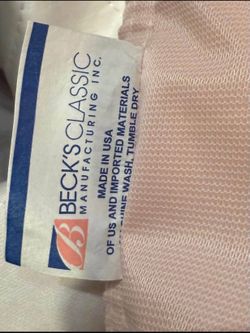 BECK'S CLASSIC
MANUFACTURING INC.
MADE IN USA
OF US AND IMPORTED MATERIALS
WASH, TUMBLE DRY